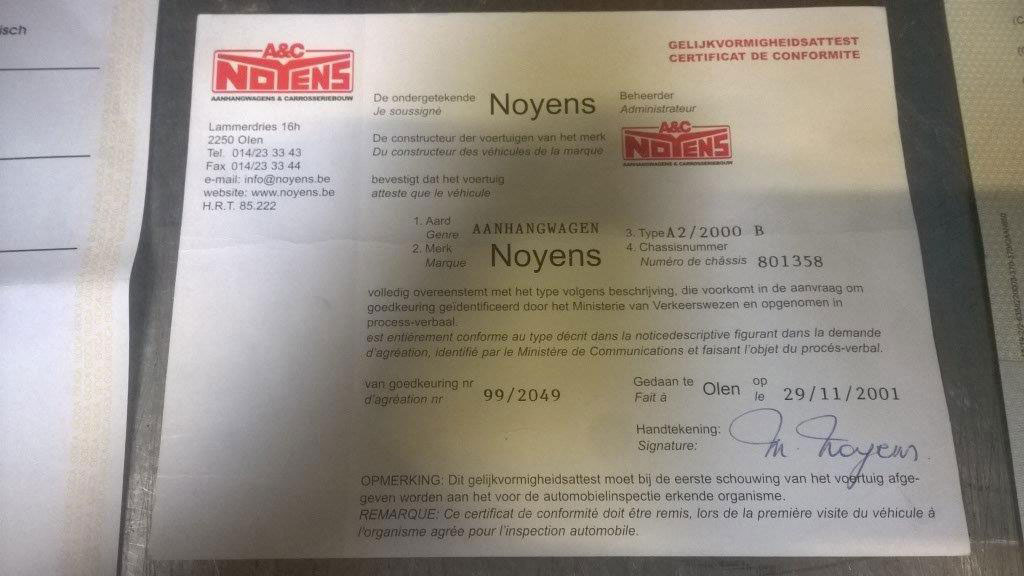 isch
A&C
NOYENS
AANHANGWAGENS & CARROSSERIEBOUW
Lammerdries 16h
2250 Olen
Tel. 014/23 33 43
Fax 014/23 33 44
e-mail: info@noyens.be
website: www.noyens.be
H.R.T. 85.222
GELIJKVORMIGHEIDSATTEST
CERTIFICAT DE CONFORMITE
De ondergetekende Noyens Beheerder
Je soussigné Administrateur
De constructeur der voertuigen van het merk
Du constructeur des véhicules de la marque
A&C
NOYENS
AANHANGWAGENS & CARROSSERIEBOUW
bevestigt dat het voertuig
atteste que le véhicule
1. Aard
Genre AANHANGWAGEN
3. Type A2/2000 B
2. Merk
Marque Noyens
4. Chassisnummer
Numéro de châssis 801358
volledig overeenstemt met het type volgens beschrijving, die voorkomt in de aanvraag om
goedkeuring geïdentificeerd door het Ministerie van Verkeerswezen en opgenomen in
process-verbaal.
est entiérement conforme au type décrit dans la noticedescriptive figurant dans la demande
d'agréation, identifié par le Ministére de Communications et faisant l'objet du procés-verbal.
van goedkeuring nr
d'agréation nr 99/2049
Gedaan te Olen op
Fait à le 29/11/2001
Handtekening:
Signature: M. Noyens
OPMERKING: Dit gelijkvormigheidsattest moet bij de eerste schouwing van het voertuig afge-
geven worden aan het voor de automobielinspectie erkende organisme.
REMARQUE: Ce certificat de conformité doit être remis, lors de la première visite du véhicule à
l'organisme agrée pour l'inspection automobile.